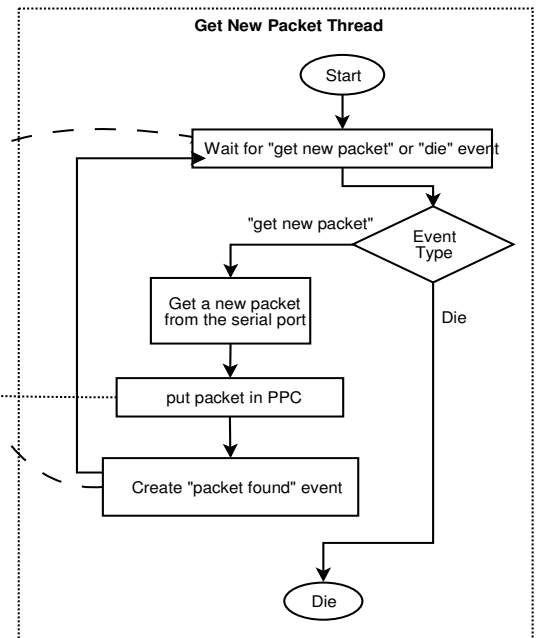 Get New Packet Thread
Start
Wait for "get new packet" or "die" event
"get new packet"
Event
Type
Get a new packet
from the serial port
Die
put packet in PPC
Create "packet found" event
Die